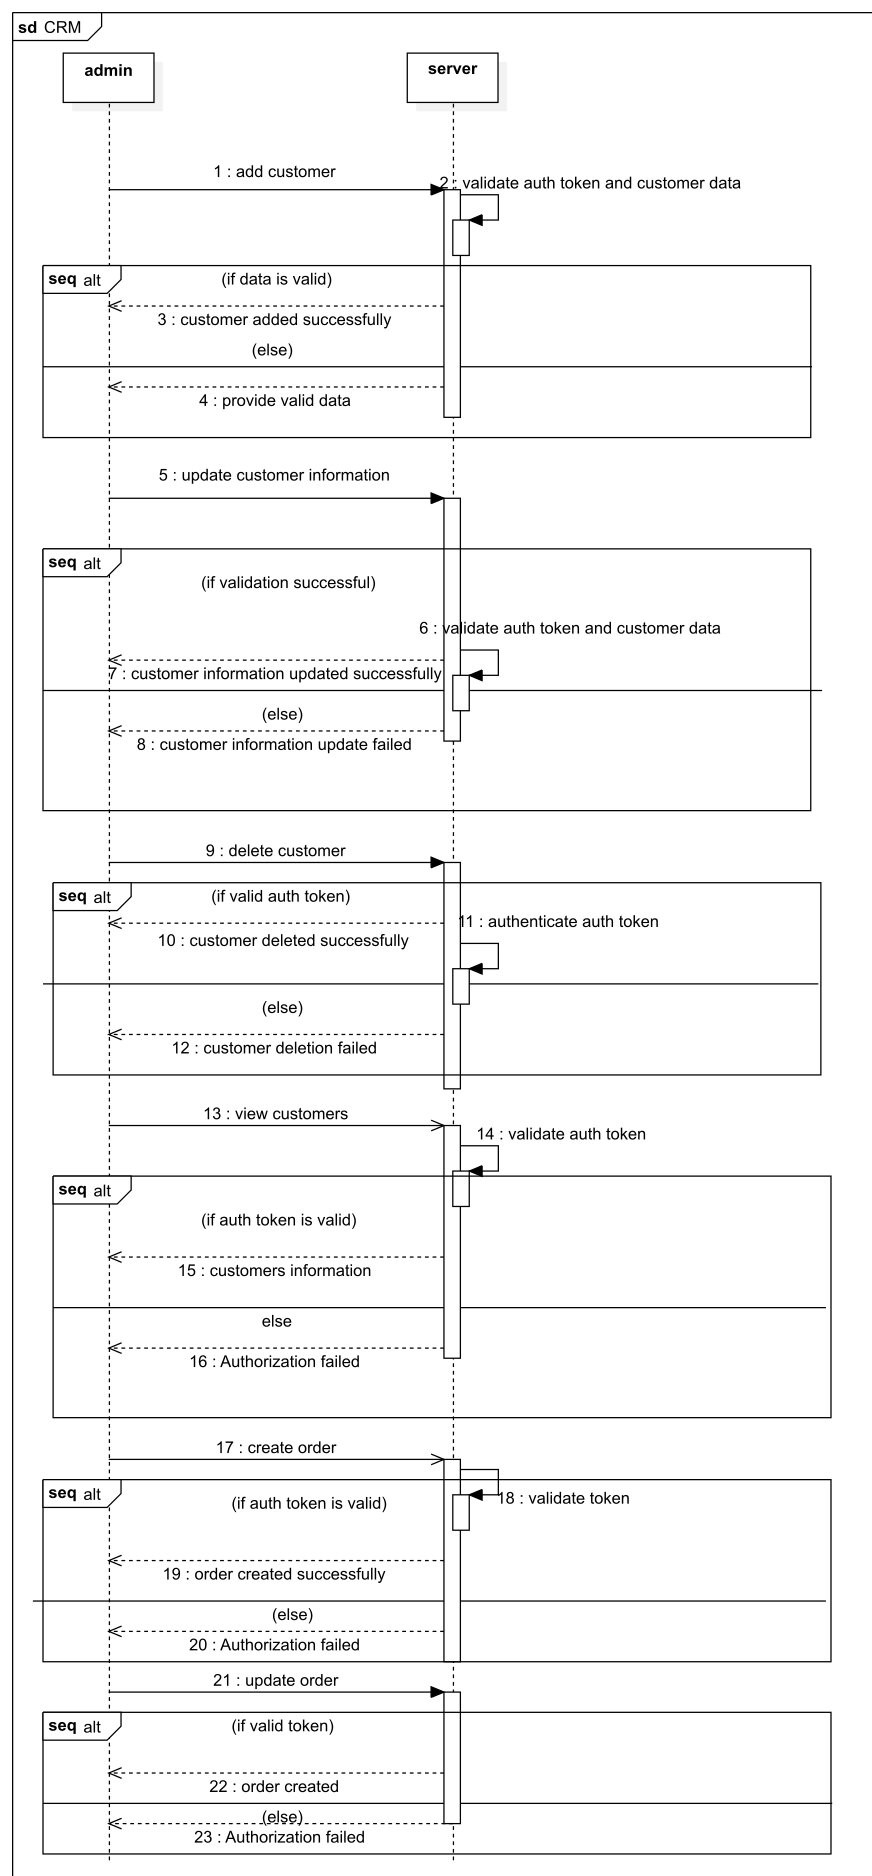 sd CRM
admin
server
1 : add customer
2 : validate auth token and customer data
seq alt
(if data is valid)
3 : customer added successfully
(else)
4 : provide valid data
5 : update customer information
seq alt
(if validation successful)
6 : validate auth token and customer data
7 : customer information updated successfully
(else)
8 : customer information update failed
9 : delete customer
seq alt
(if valid auth token)
11 : authenticate auth token
10 : customer deleted successfully
(else)
12 : customer deletion failed
13 : view customers
14 : validate auth token
seq alt
(if auth token is valid)
15 : customers information
else
16 : Authorization failed
17 : create order
seq alt
(if auth token is valid)
18 : validate token
19 : order created successfully
(else)
20 : Authorization failed
21 : update order
seq alt
(if valid token)
22 : order created
(else)
23 : Authorization failed